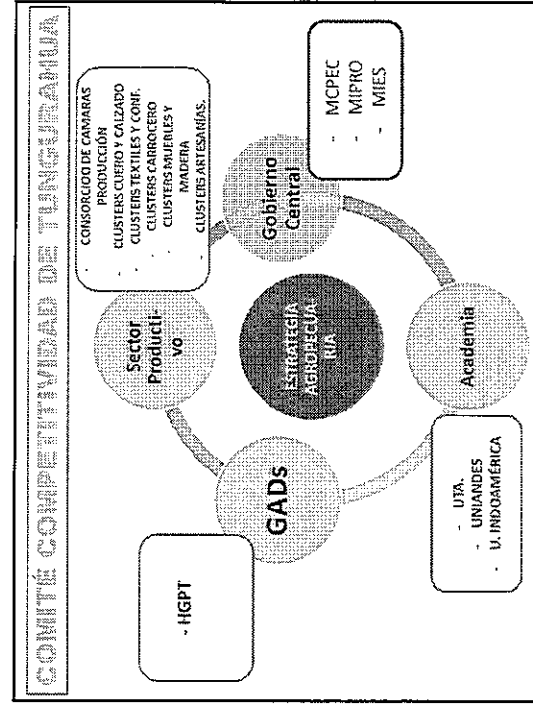 COMITÉ COMPETITIVIDAD DE TUNGURAHUA
- CONSORCIO DE CAMARAS
PRODUCCIÓN
- CLUSTERS CUERO Y CALZADO
- CLUSTERS TEXTILES Y CONF.
- CLUSTERS CARROCERO
- CLUSTERS MUEBLES Y
MADERA
- CLUSTERS ARTESANÍAS.
Sector
Producti-
vo
- HGPT
GADs
ESTRATEGIA
AGROPECUA
RIA
Gobierno
Central
- MCPEC
- MIPRO
- MIES
Academia
- UTA.
- UNIANDES
- U. INDOAMÉRICA